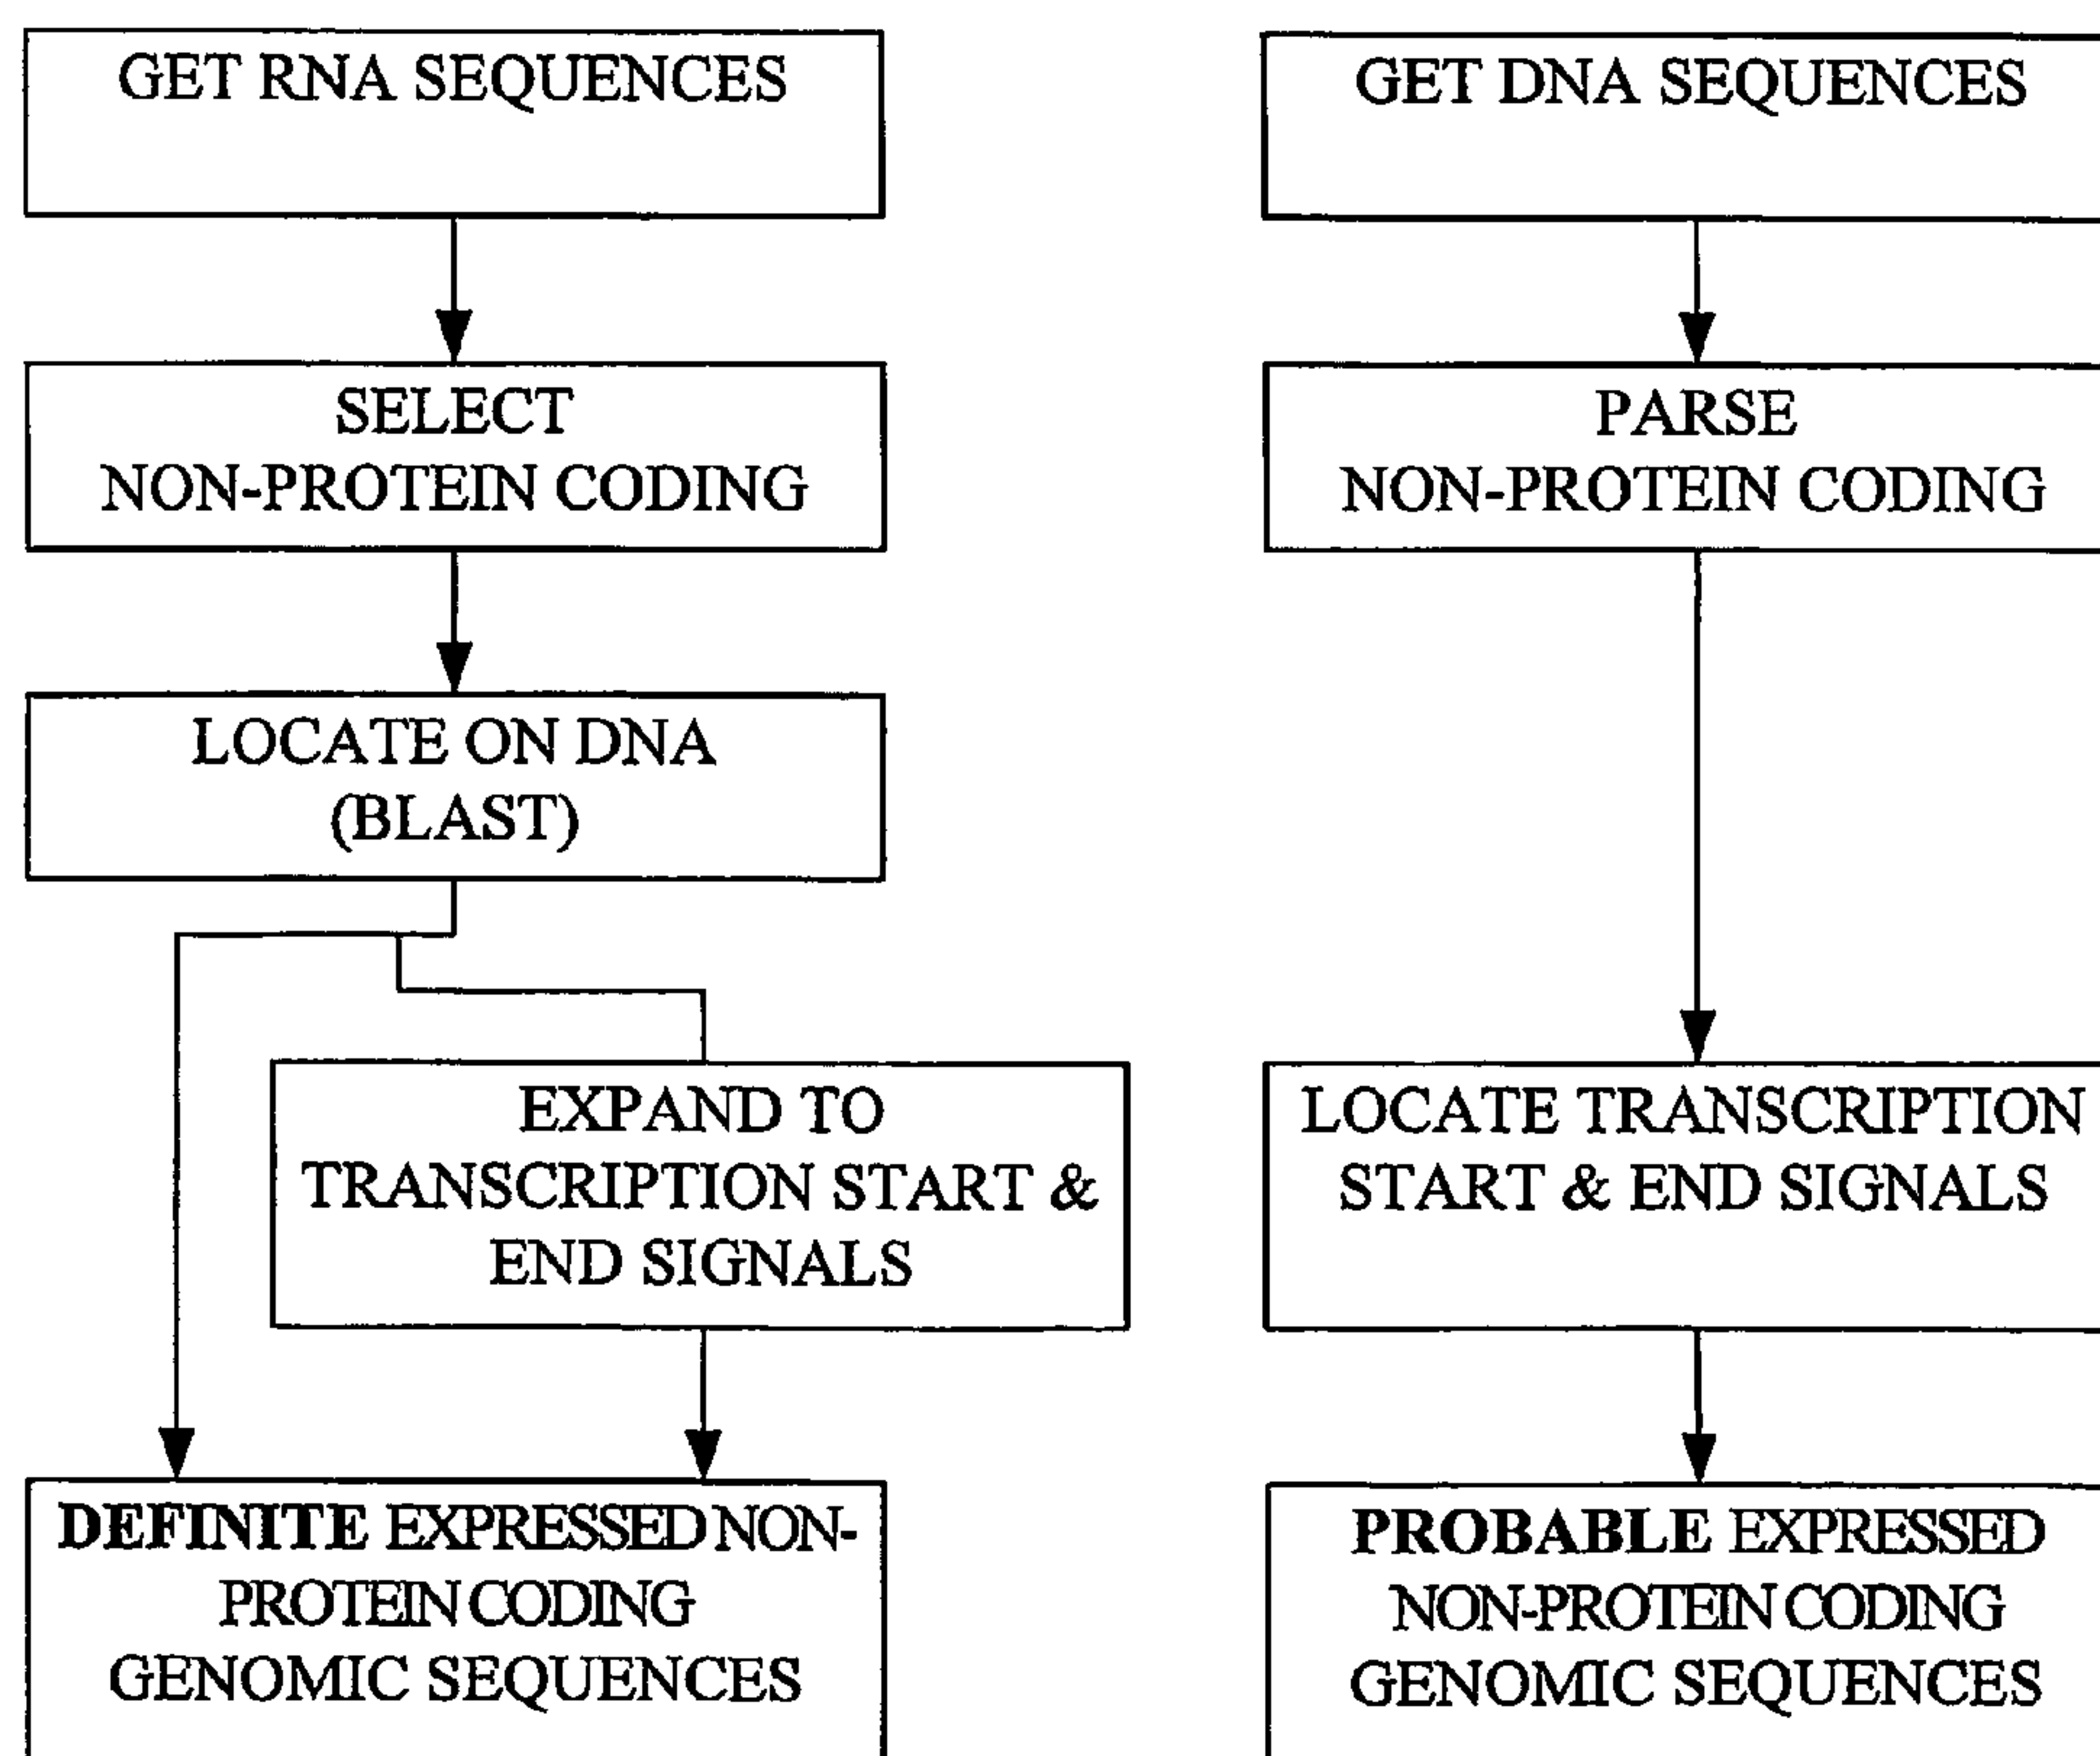 GET RNA SEQUENCES
SELECT
NON-PROTEIN CODING
LOCATE ON DNA
(BLAST)
EXPAND TO
TRANSCRIPTION START &
END SIGNALS
DEFINITE EXPRESSED NON-
PROTEIN CODING
GENOMIC SEQUENCES
GET DNA SEQUENCES
PARSE
NON-PROTEIN CODING
LOCATE TRANSCRIPTION
START & END SIGNALS
PROBABLE EXPRESSED
NON-PROTEIN CODING
GENOMIC SEQUENCES